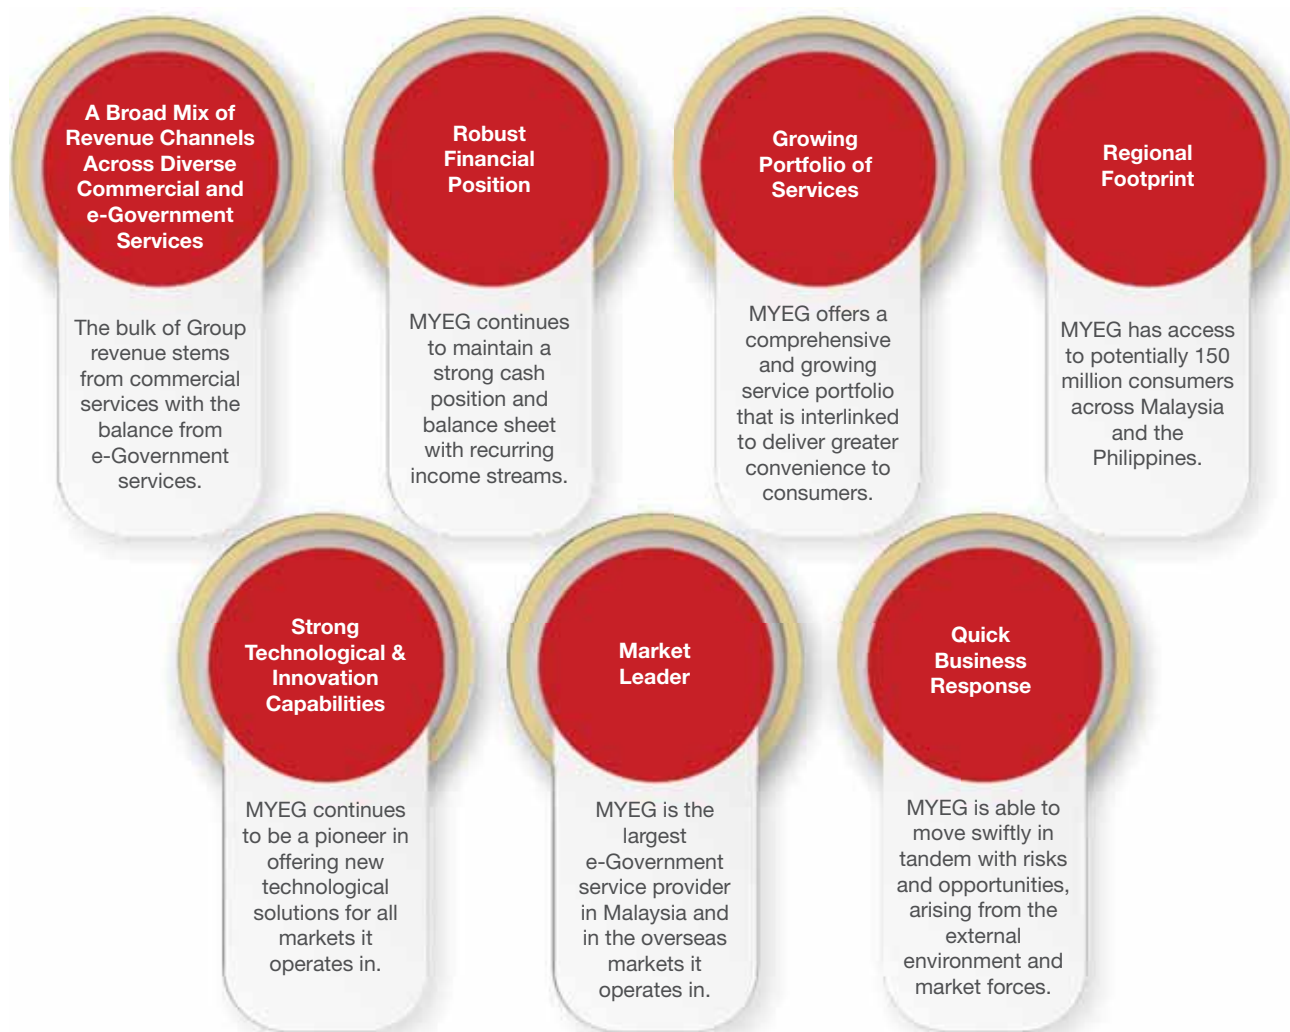 A Broad Mix of
Revenue Channels
Across Diverse
Commercial and
e-Government
Services
The bulk of Group
revenue stems
from commercial
services with the
balance from
e-Government
services.
Robust
Financial
Position
MYEG continues
to maintain a
strong cash
position and
balance sheet
with recurring
income streams.
Growing
Portfolio of
Services
MYEG offers a
comprehensive
and growing
service portfolio
that is interlinked
to deliver greater
convenience to
consumers.
Regional
Footprint
MYEG has access
to potentially 150
million consumers
across Malaysia
and the
Philippines.
Strong
Technological &
Innovation
Capabilities
MYEG continues
to be a pioneer in
offering new
technological
solutions for all
markets it
operates in.
Market
Leader
MYEG is the
largest
e-Government
service provider
in Malaysia and
in the overseas
markets it
operates in.
Quick
Business
Response
MYEG is able to
move swiftly in
tandem with risks
and opportunities,
arising from the
external
environment and
market forces.